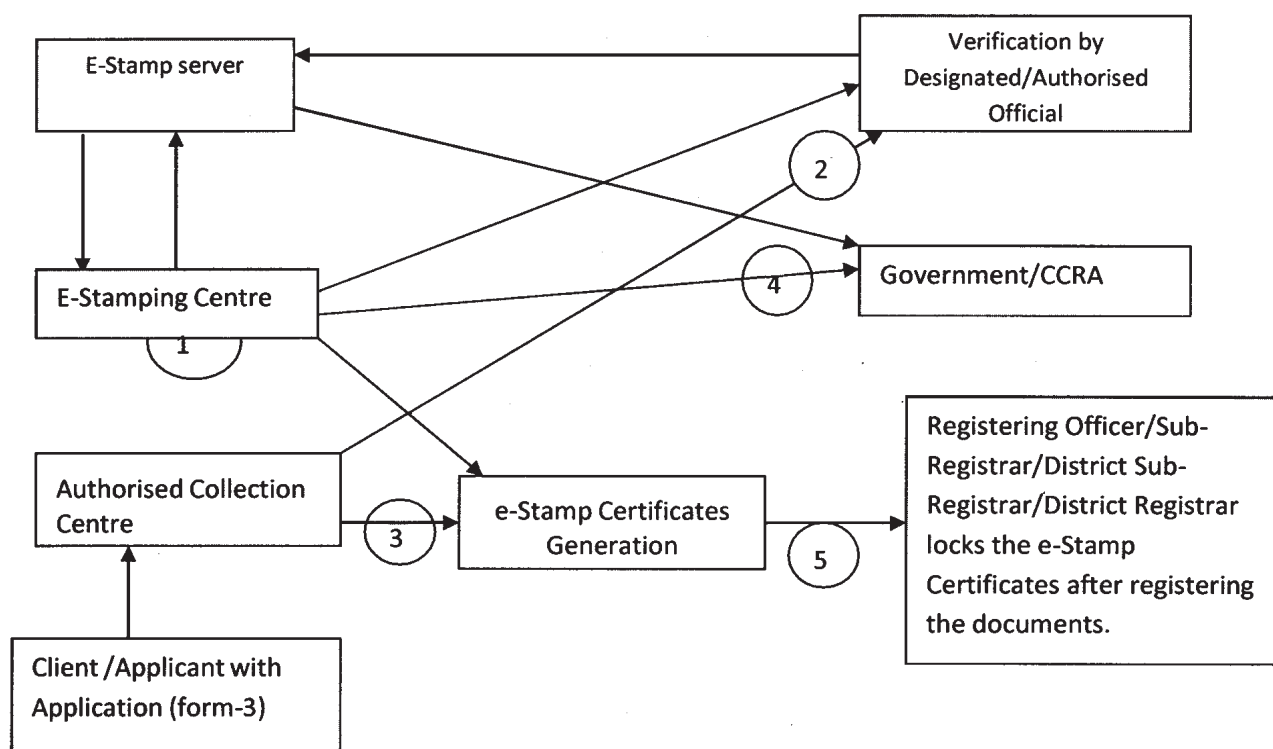 E-Stamp server
Verification by
Designated/Authorised
Official
2
E-Stamping Centre
1
4
Government/CCRA
Authorised Collection
Centre
3
e-Stamp Certificates
Generation
5
Registering Officer/Sub-
Registrar/District Sub-
Registrar/District Registrar
locks the e-Stamp
Certificates after registering
the documents.
Client /Applicant with
Application (form-3)